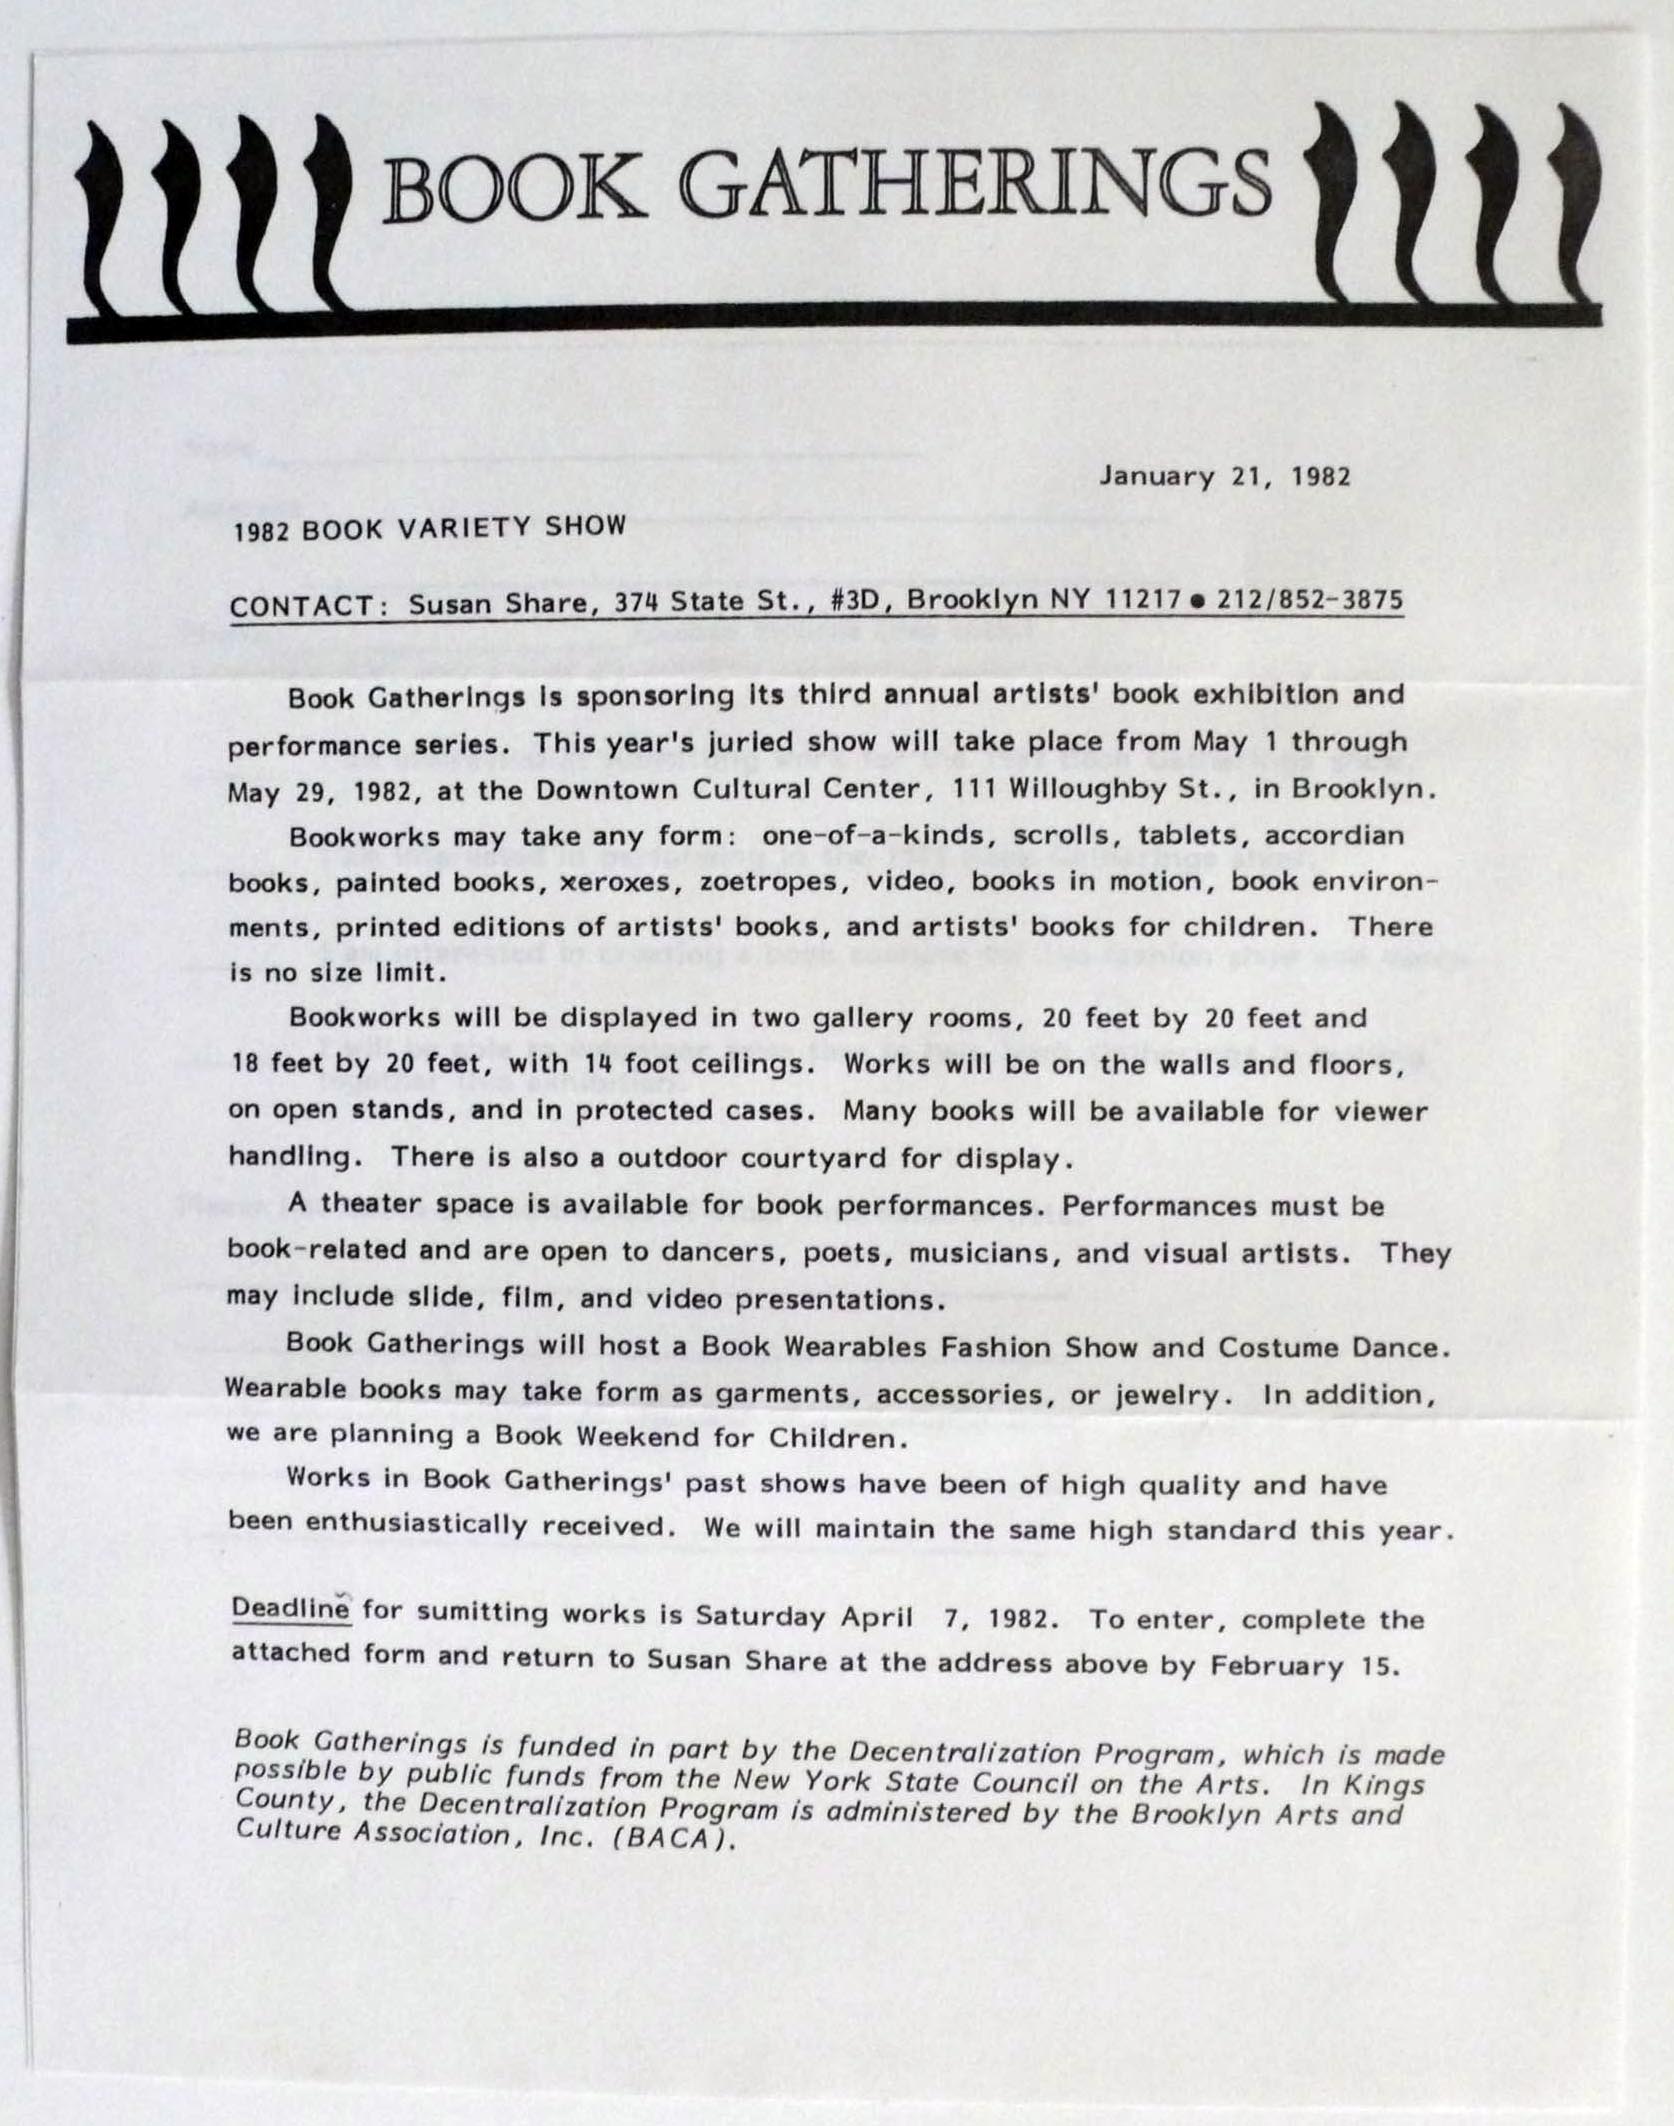 BOOK GATHERINGS
January 21, 1982
1982 BOOK VARIETY SHOW
CONTACT: Susan Share, 374 State St., #3D, Brooklyn NY 11217 ● 212/852-3875
Book Gatherings is sponsoring its third annual artists' book exhibition and
performance series. This year's juried show will take place from May 1 through
May 29, 1982, at the Downtown Cultural Center, 111 Willoughby St., in Brooklyn.
Bookworks may take any form: one-of-a-kinds, scrolls, tablets, accordian
books, painted books, xeroxes, zoetropes, video, books in motion, book environ-
ments, printed editions of artists' books, and artists' books for children. There
is no size limit.
Bookworks will be displayed in two gallery rooms, 20 feet by 20 feet and
18 feet by 20 feet, with 14 foot ceilings. Works will be on the walls and floors,
on open stands, and in protected cases. Many books will be available for viewer
handling. There is also a outdoor courtyard for display.
A theater space is available for book performances. Performances must be
book-related and are open to dancers, poets, musicians, and visual artists. They
may include slide, film, and video presentations.
Book Gatherings will host a Book Wearables Fashion Show and Costume Dance.
Wearable books may take form as garments, accessories, or jewelry. In addition,
we are planning a Book Weekend for Children.
Works in Book Gatherings' past shows have been of high quality and have
been enthusiastically received. We will maintain the same high standard this year.
Deadline for sumitting works is Saturday April 7, 1982. To enter, complete the
attached form and return to Susan Share at the address above by February 15.
Book Gatherings is funded in part by the Decentralization Program, which is made
possible by public funds from the New York State Council on the Arts. In Kings
County, the Decentralization Program is administered by the Brooklyn Arts and
Culture Association, Inc. (BACA).